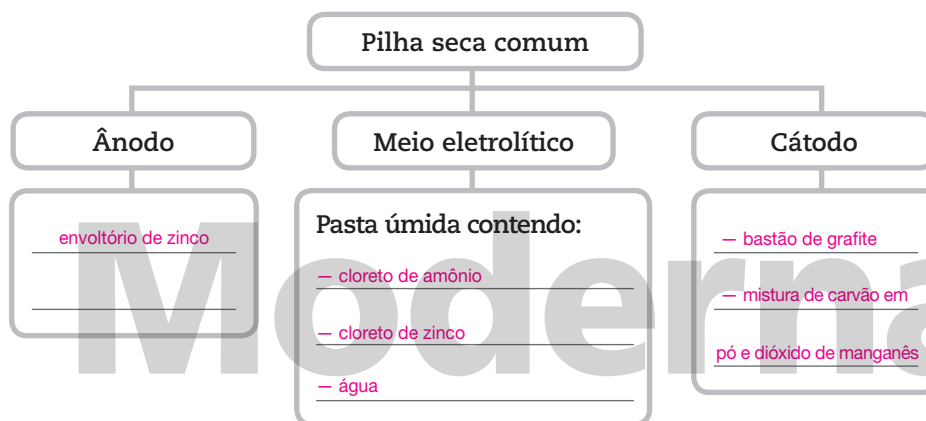 Pilha seca comum
Ânodo
envoltório de zinco
Meio eletrolítico
Pasta úmida contendo:
— cloreto de amônio
— cloreto de zinco
— água
Cátodo
— bastão de grafite
— mistura de carvão em
pó e dióxido de manganês
Moderna